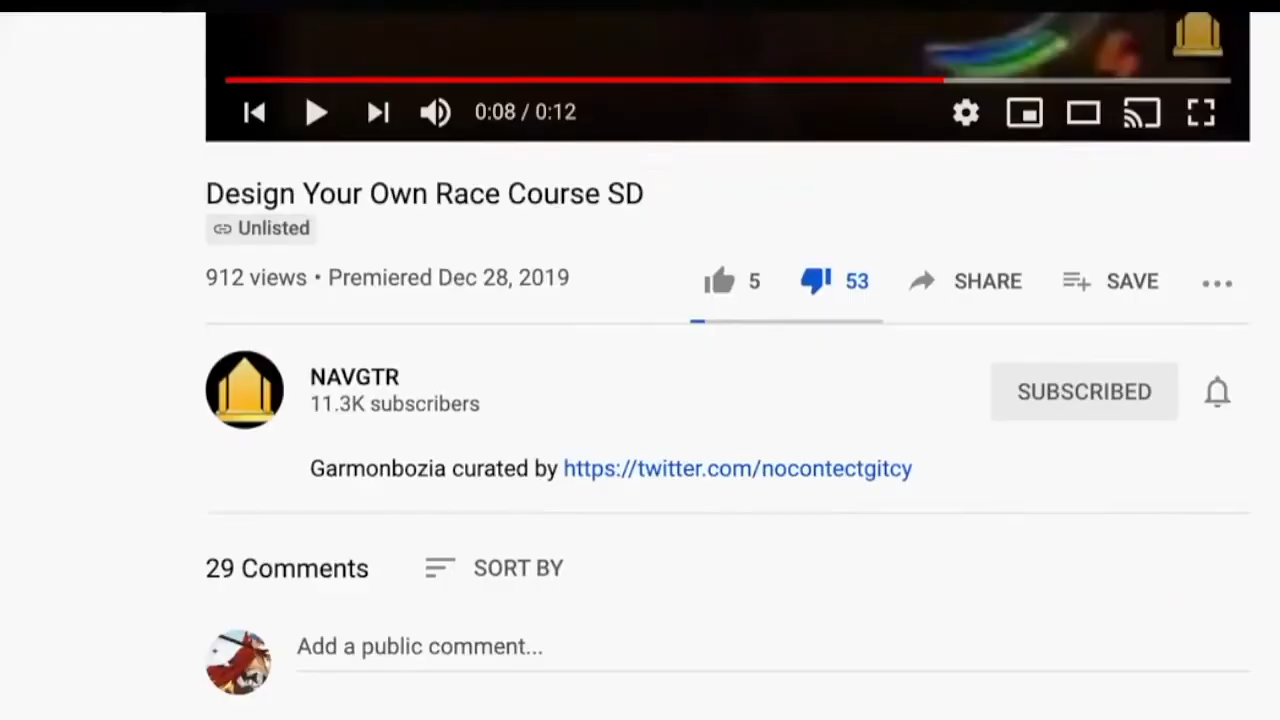 0:08 / 0:12
Design Your Own Race Course SD
Unlisted
912 views • Premiered Dec 28, 2019
5
53
SHARE
SAVE
NAVGTR
11.3K subscribers
SUBSCRIBED
Garmonbozia curated by https://twitter.com/nocontectgitcy
29 Comments
SORT BY
Add a public comment...